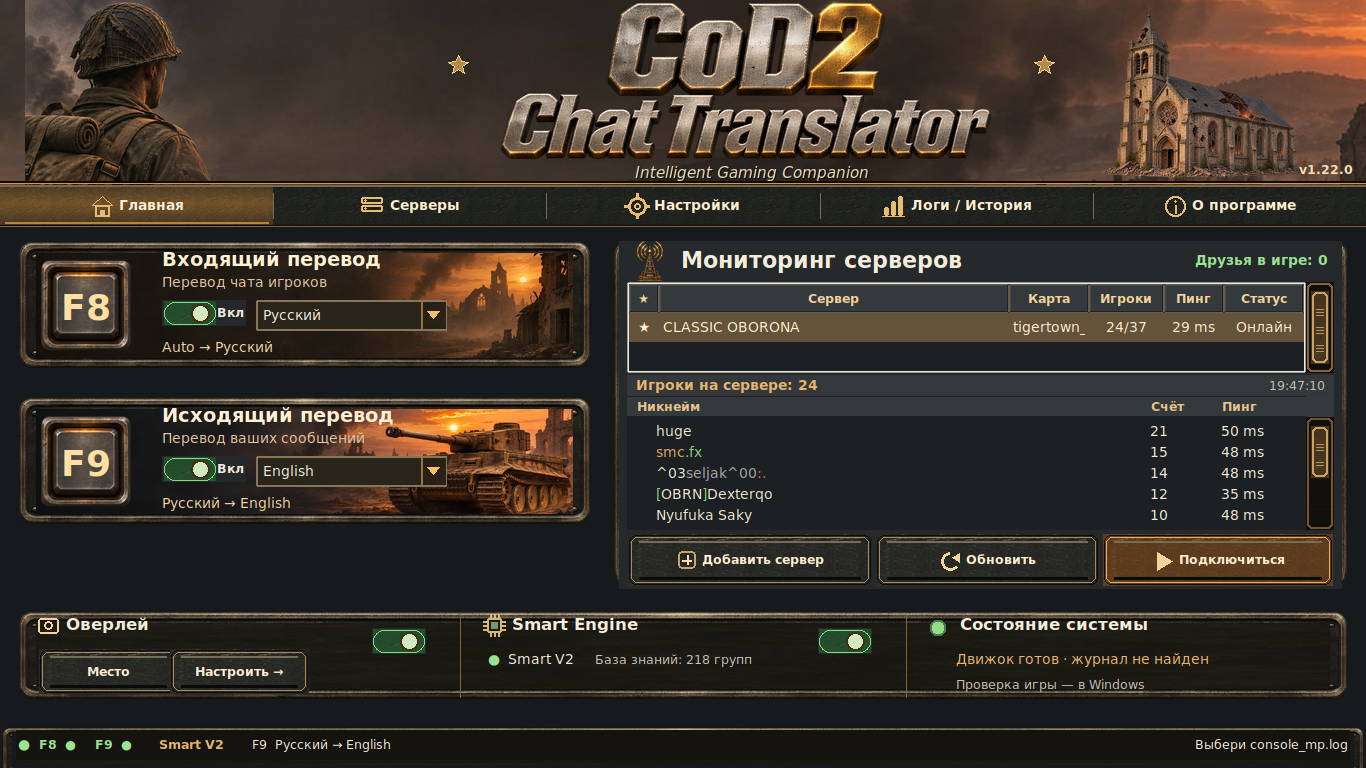 CoD2
Chat Translator
Intelligent Gaming Companion
v1.22.0
Главная
Серверы
Настройки
Логи / История
О программе
F8
Входящий перевод
Перевод чата игроков
Вкл
Русский
Auto → Русский
F9
Исходящий перевод
Перевод ваших сообщений
Вкл
English
Русский → English
Мониторинг серверов
Друзья в игре: 0
★ Сервер Карта Игроки Пинг Статус
★ CLASSIC OBORONA tigertown_ 24/37 29 ms Онлайн
Игроки на сервере: 24
19:47:10
Никнейм Счёт Пинг
huge 21 50 ms
smc.fx 15 48 ms
^03seljak^00:. 14 48 ms
[OBRN]Dexterqo 12 35 ms
Nyufuka Saky 10 48 ms
Добавить сервер
Обновить
Подключиться
Оверлей
Место
Настроить →
Smart Engine
Smart V2
База знаний: 218 групп
Состояние системы
Движок готов · журнал не найден
Проверка игры — в Windows
F8 F9 Smart V2 F9 Русский → English
Выбери console_mp.log